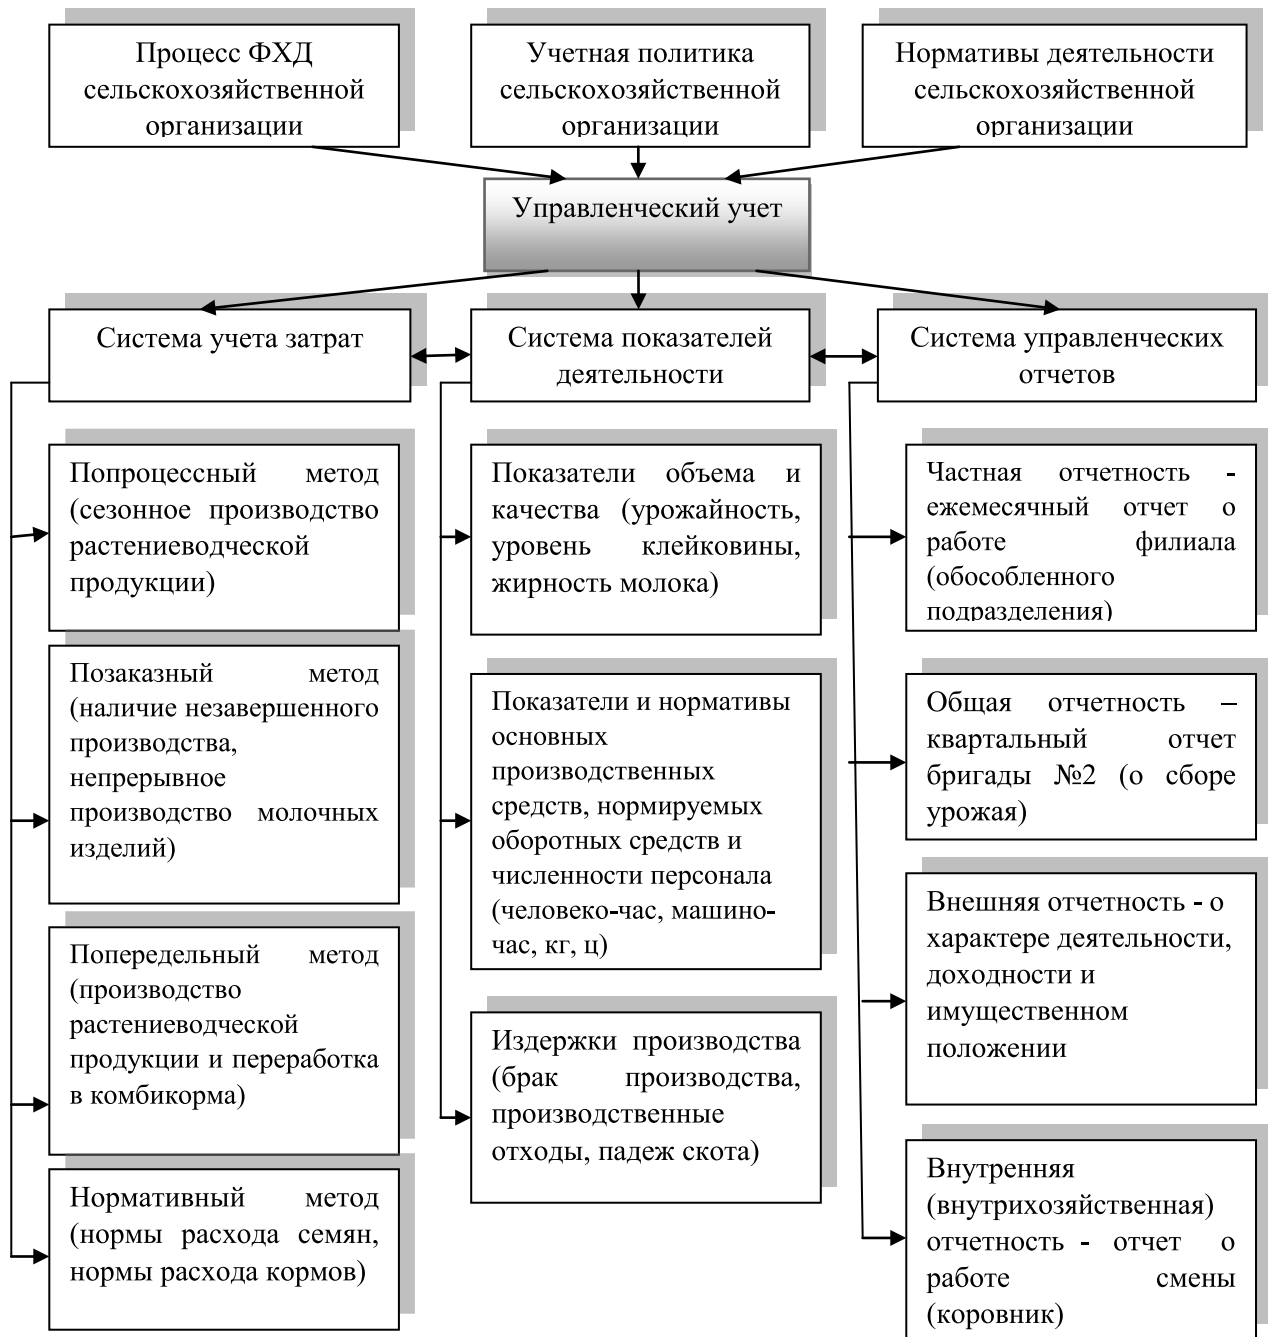 Процесс ФХД
сельскохозяйственной
организации
Учетная политика
сельскохозяйственной
организации
Нормативы деятельности
сельскохозяйственной
организации
Управленческий учет
Система учета затрат
Система показателей
деятельности
Система управленческих
отчетов
Попроцессный метод
(сезонное производство
растениеводческой
продукции)
Позаказный метод
(наличие незавершенного
производства,
непрерывное
производство молочных
изделий)
Попередельный метод
(производство
растениеводческой
продукции и переработка
в комбикорма)
Нормативный метод
(нормы расхода семян,
нормы расхода кормов)
Показатели объема и
качества (урожайность,
уровень клейковины,
жирность молока)
Показатели и нормативы
основных
производственных
средств, нормируемых
оборотных средств и
численности персонала
(человеко-час, машино-
час, кг, ц)
Издержки производства
(брак производства,
производственные
отходы, падеж скота)
Частная отчетность -
ежемесячный отчет о
работе филиала
(обособленного
подразделения)
Общая отчетность –
квартальный отчет
бригады №2 (о сборе
урожая)
Внешняя отчетность - о
характере деятельности,
доходности и
имущественном
положении
Внутренняя
(внутрихозяйственная)
отчетность - отчет о
работе смены
(коровник)